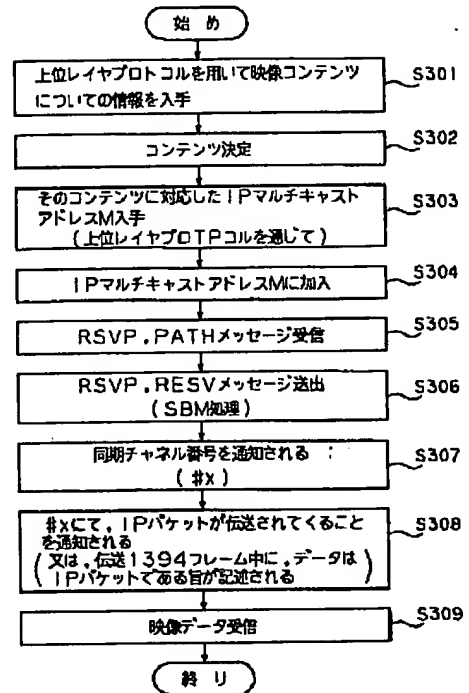 始め
上位レイヤプロトコルを用いて映像コンテンツ
についての情報を入手
S301
コンテンツ決定
S302
そのコンテンツに対応したIPマルチキャスト
アドレスM入手
(上位レイヤプロTPコルを通じて)
S303
IPマルチキャストアドレスMに加入
S304
RSVP.PATHメッセージ受信
S305
RSVP.RESVメッセージ送出
(SBM処理)
S306
同期チャネル番号を通知される
(#x)
S307
#xにて,IPパケットが伝送されてくること
を通知される
(又は,伝送1394フレーム中に,データは
IPパケットである旨が記述される)
S308
映像データ受信
S309
終り